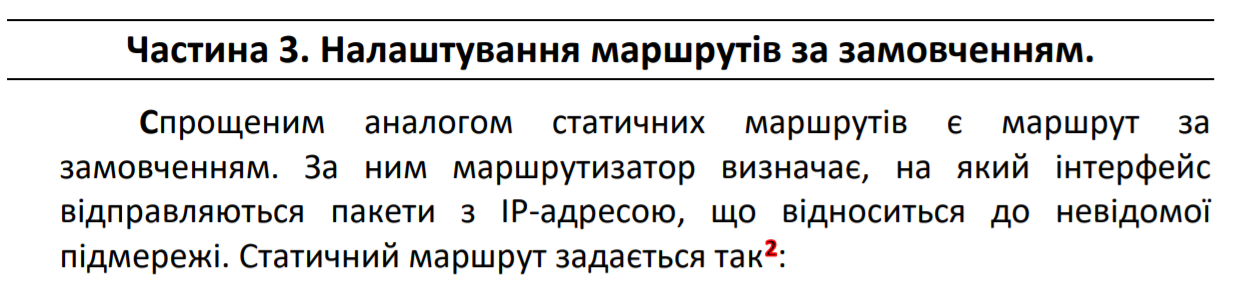 Частина 3. Налаштування маршрутів за замовченням.
Спрощеним аналогом статичних маршрутів є маршрут за
замовченням. За ним маршрутизатор визначає, на який інтерфейс
відправляються пакети з IP-адресою, що відноситься до невідомої
підмережі. Статичний маршрут задається так²: